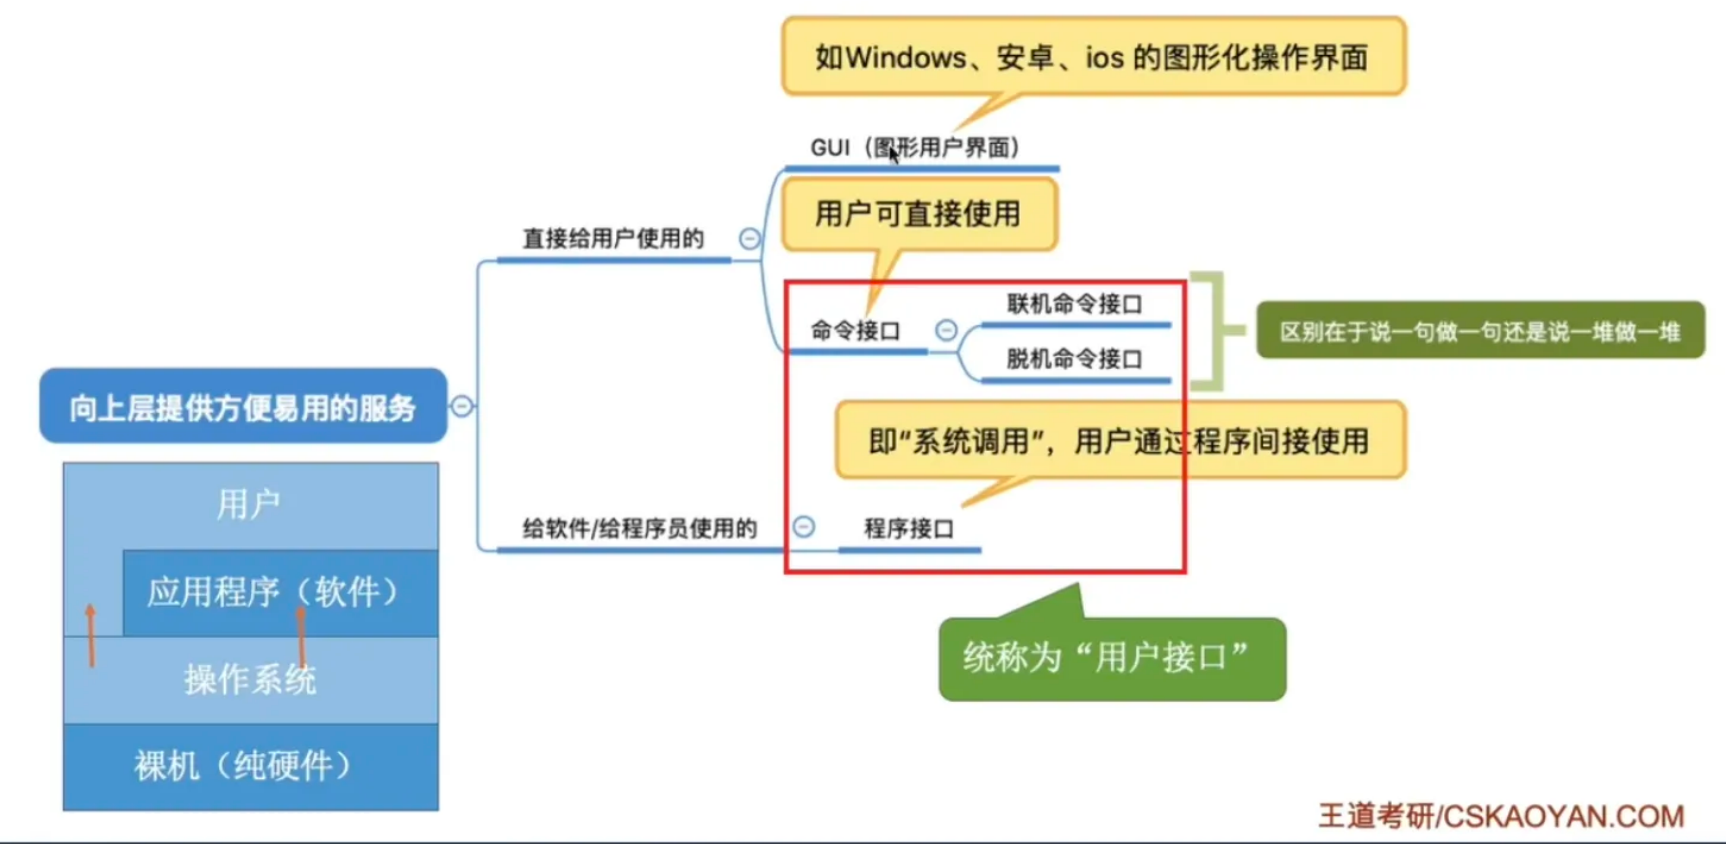 如Windows、安卓、ios 的图形化操作界面
GUI（图形用户界面）
用户可直接使用
直接给用户使用的
联机命令接口
命令接口
脱机命令接口
区别在于说一句做一句还是说一堆做一堆
向上层提供方便易用的服务
即“系统调用”，用户通过程序间接使用
给软件/给程序员使用的
程序接口
统称为“用户接口”
用户
应用程序（软件）
操作系统
裸机（纯硬件）
王道考研/CSKAOYAN.COM